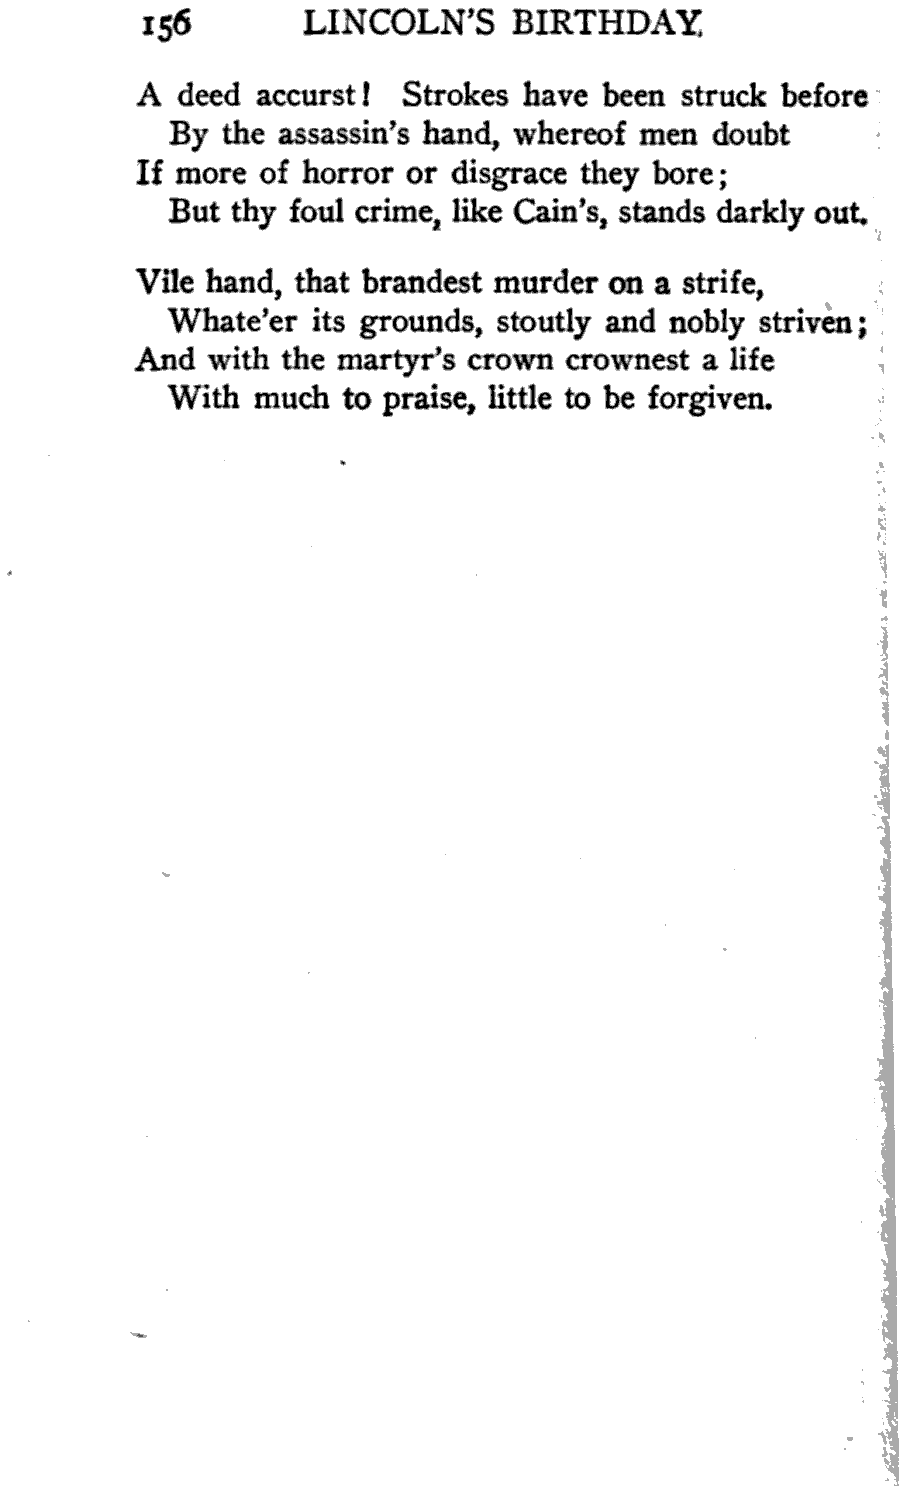 156 LINCOLN'S BIRTHDAY
A deed accurst! Strokes have been struck before
By the assassin's hand, whereof men doubt
If more of horror or disgrace they bore;
But thy foul crime, like Cain's, stands darkly out.
Vile hand, that brandest murder on a strife,
Whate'er its grounds, stoutly and nobly striven;
And with the martyr's crown crownest a life
With much to praise, little to be forgiven.